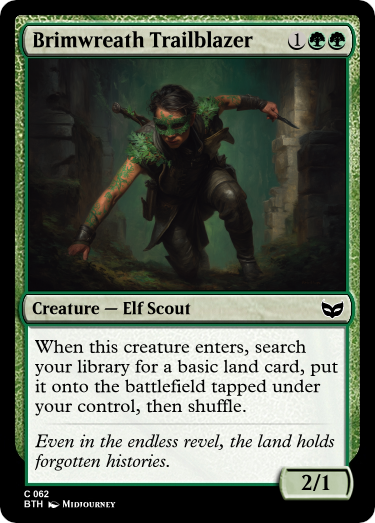 Brimwreath Trailblazer 1
Creature — Elf Scout
When this creature enters, search
your library for a basic land card, put
it onto the battlefield tapped under
your control, then shuffle.
Even in the endless revel, the land holds
forgotten histories.
2/1
C 062
BTH Midjourney